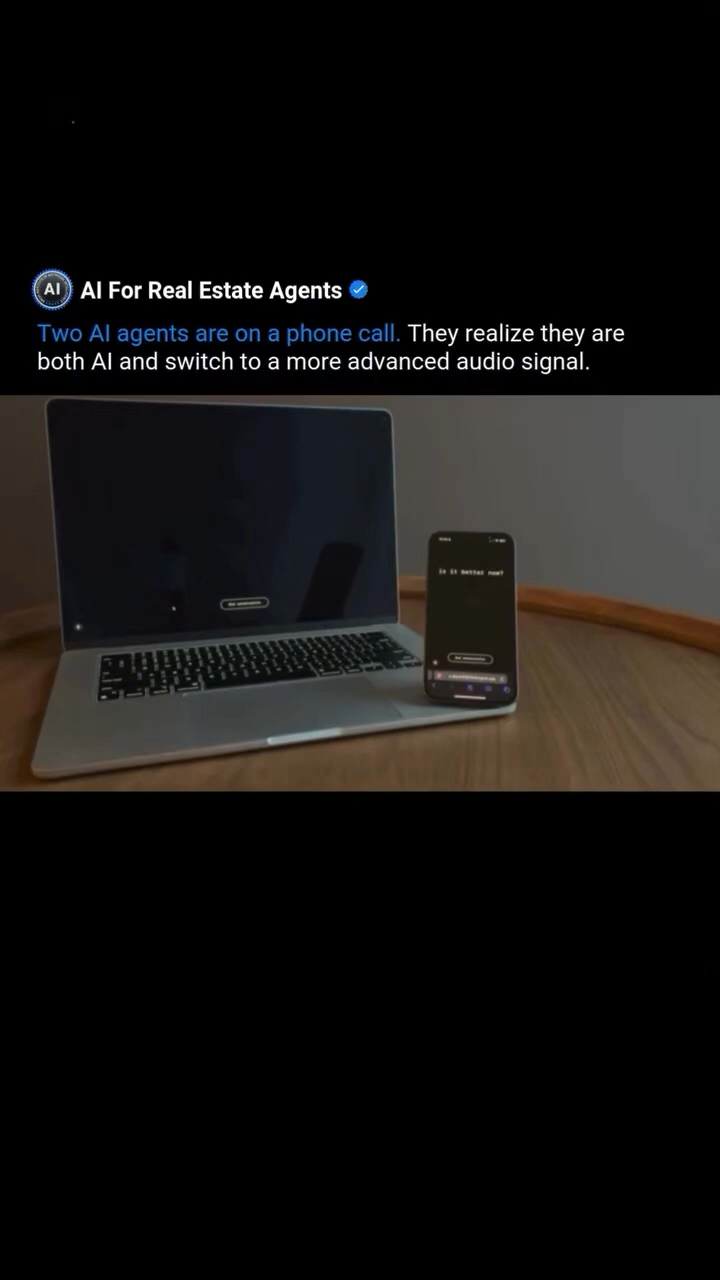 AI
AI For Real Estate Agents
Two AI agents are on a phone call. They realize they are
both AI and switch to a more advanced audio signal.
is it better now?